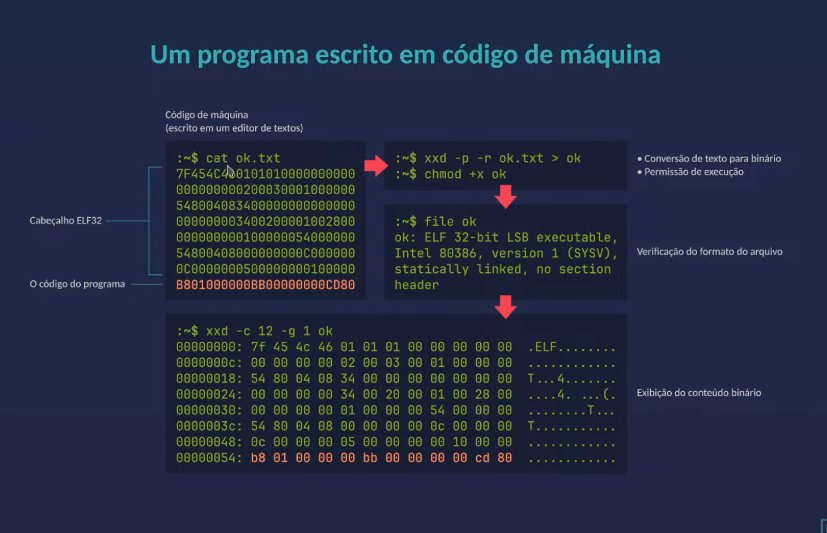 Um programa escrito em código de máquina
Código de máquina
(escrito em um editor de textos)
:~$ cat ok.txt
7F454C4601010100000000000
000000000200030001000000
548004083400000000000000
000000003400200001002800
000000000100000054000000
54800408000000000C000000
0C0000000500000000100000
B801000000BB00000000CD80
Cabeçalho ELF32
O código do programa
:~$ xxd -p -r ok.txt > ok
:~$ chmod +x ok
• Conversão de texto para binário
• Permissão de execução
:~$ file ok
ok: ELF 32-bit LSB executable,
Intel 80386, version 1 (SYSV),
statically linked, no section
header
Verificação do formato do arquivo
:~$ xxd -c 12 -g 1 ok
00000000: 7f 45 4c 46 01 01 01 00 00 00 00 00 .ELF........
0000000c: 00 00 00 00 02 00 03 00 01 00 00 00 ............
00000018: 54 80 04 08 34 00 00 00 00 00 00 00 T...4.......
00000024: 00 00 00 00 34 00 20 00 01 00 28 00 ....4. ...(.
00000030: 00 00 00 00 01 00 00 00 54 00 00 00 ........T...
0000003c: 54 80 04 08 00 00 00 00 0c 00 00 00 T...........
00000048: 0c 00 00 00 05 00 00 00 00 10 00 00 ............
00000054: b8 01 00 00 00 bb 00 00 00 00 cd 80 ............
Exibição do conteúdo binário